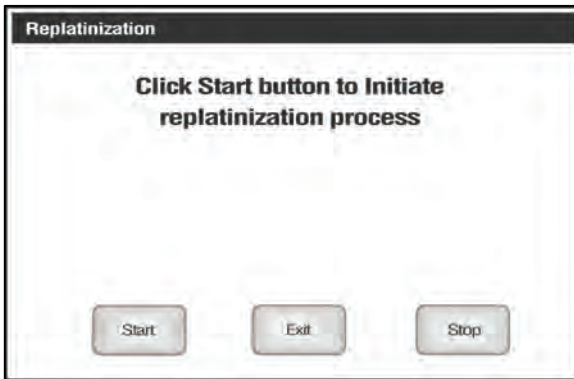 Replatinization
Click Start button to Initiate
replatinization process
Start Exit Stop